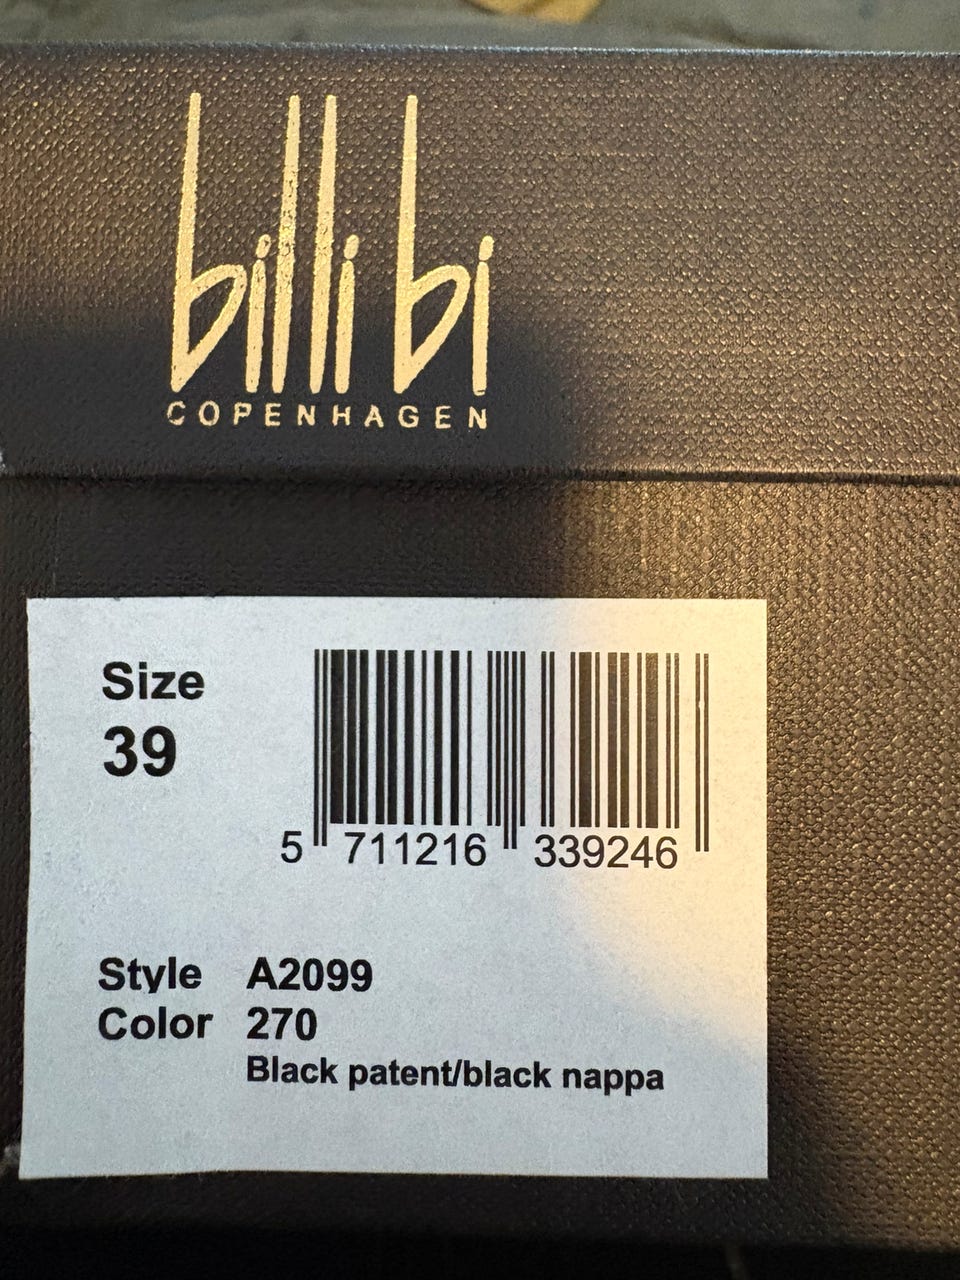 billi bi
COPENHAGEN
Size
39
5 711216 339246
Style A2099
Color 270
Black patent/black nappa